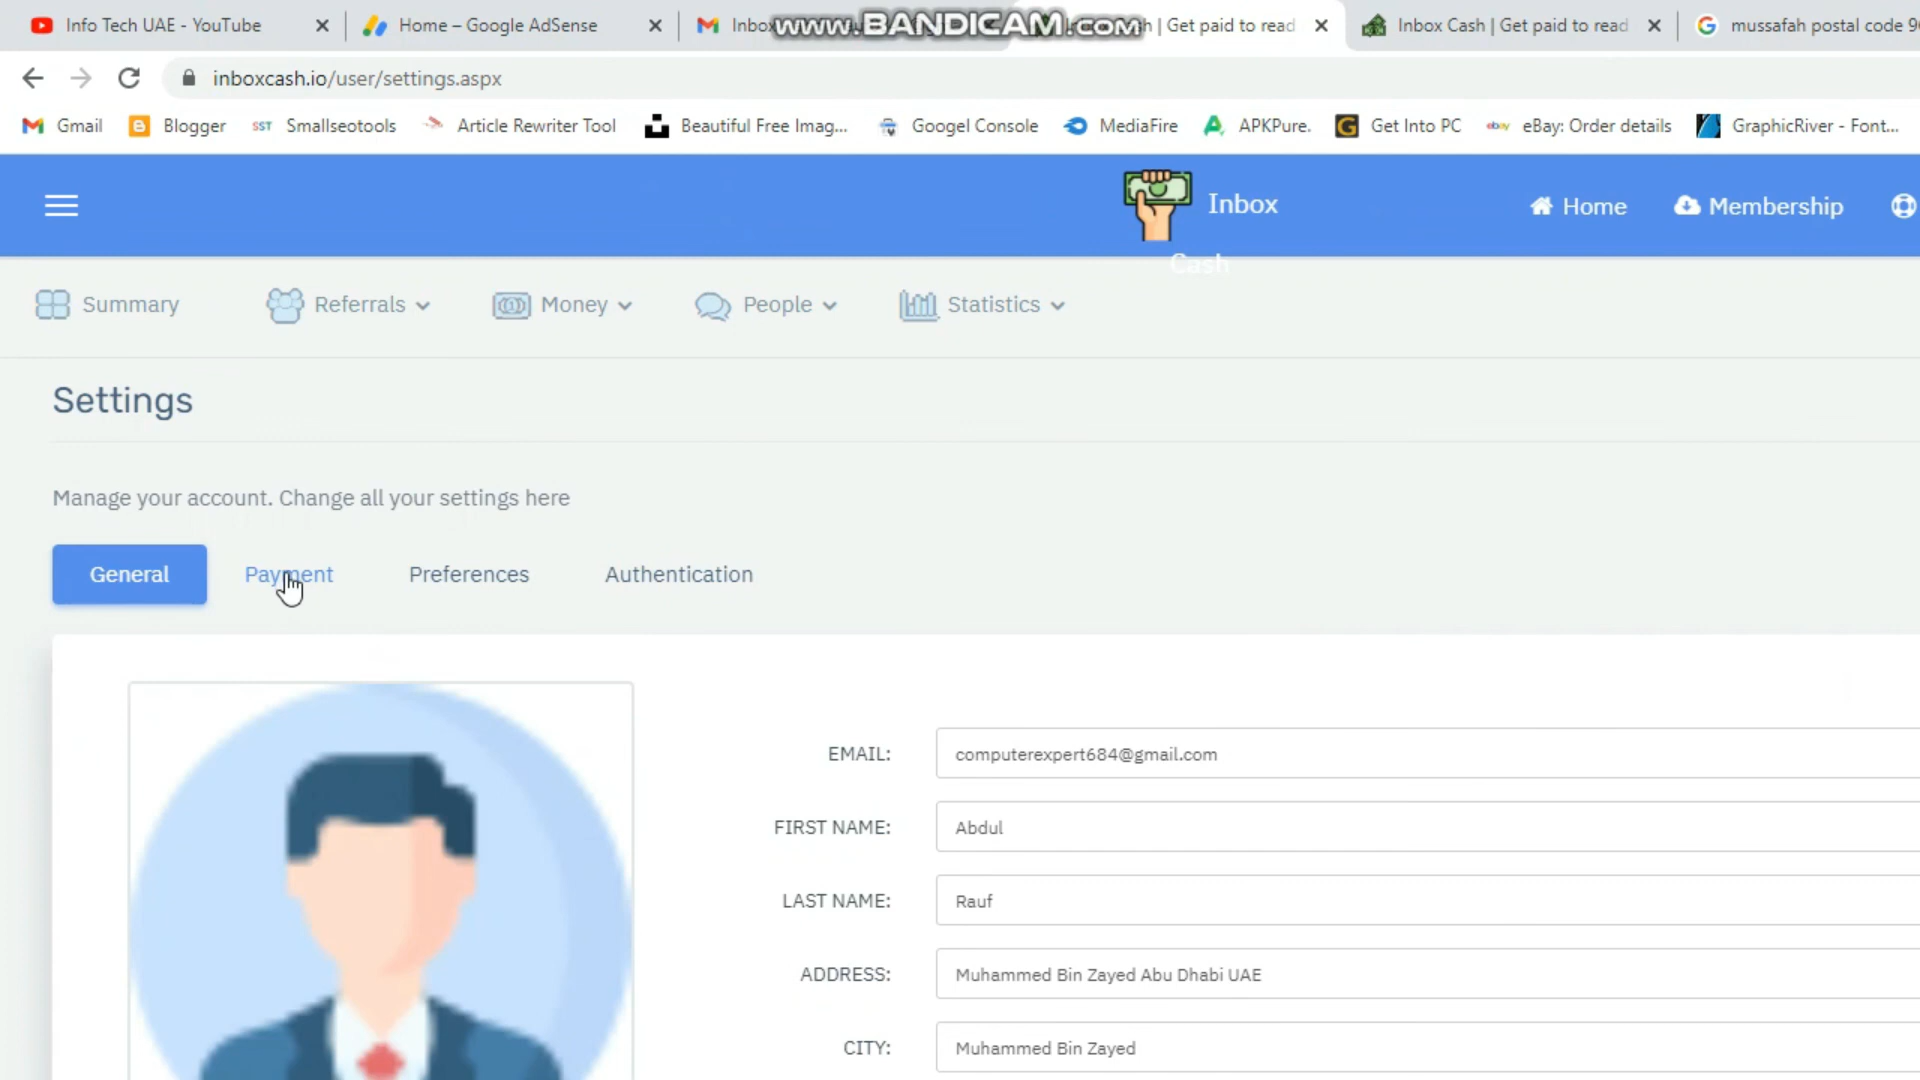 Info Tech UAE - YouTube
Home – Google AdSense
Inbox
www.BANDICAM.com
| Get paid to read
Inbox Cash | Get paid to read
mussafah postal code
inboxcash.io/user/settings.aspx
Gmail
Blogger
SST Smallseotools
Article Rewriter Tool
Beautiful Free Imag...
Googel Console
MediaFire
APKPure.
Get Into PC
ebay eBay: Order details
GraphicRiver - Font...
Inbox
Cash
Home
Membership
Summary
Referrals
Money
People
Statistics
Settings
Manage your account. Change all your settings here
General
Payment
Preferences
Authentication
EMAIL: computerexpert684@gmail.com
FIRST NAME: Abdul
LAST NAME: Rauf
ADDRESS: Muhammed Bin Zayed Abu Dhabi UAE
CITY: Muhammed Bin Zayed